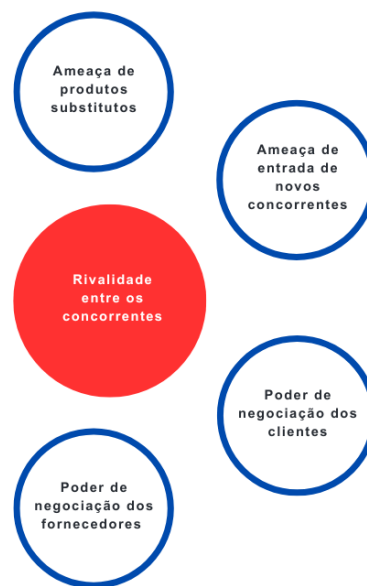 Ameaça de
produtos
substitutos
Ameaça de
entrada de
novos
concorrentes
Rivalidade
entre os
concorrentes
Poder de
negociação dos
clientes
Poder de
negociação dos
fornecedores